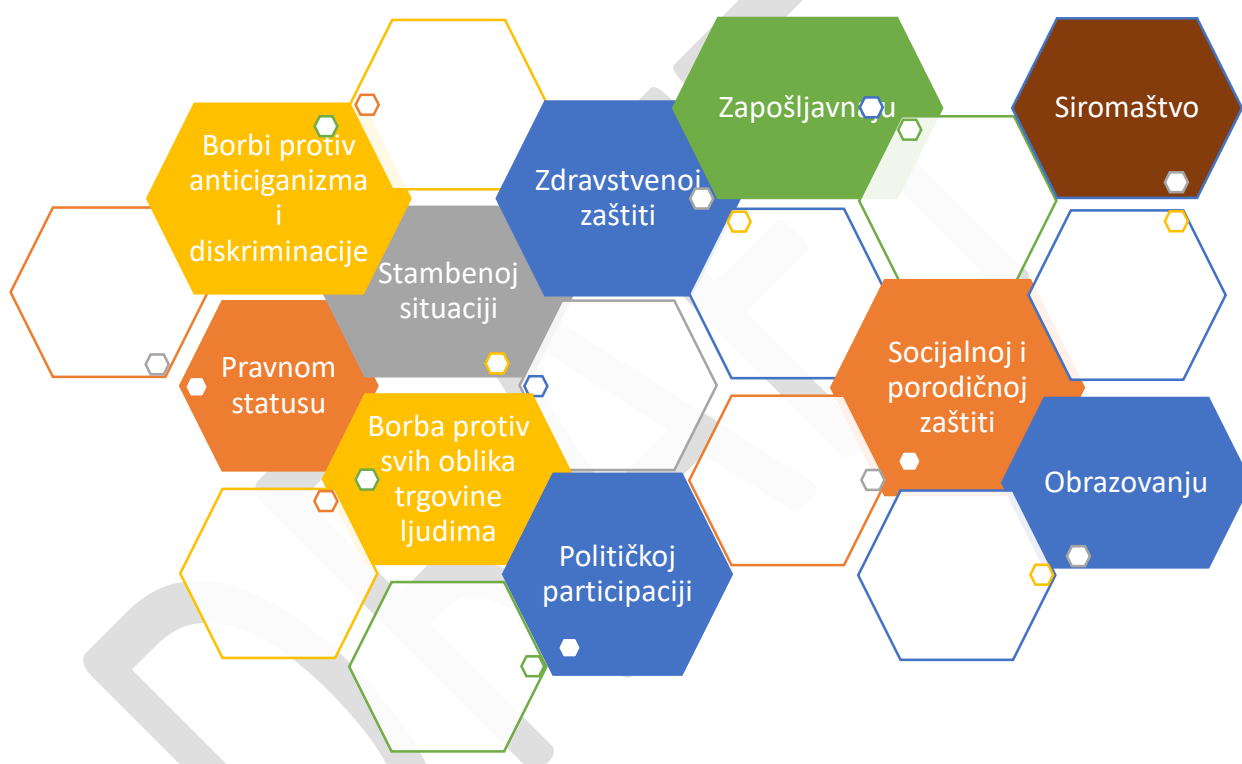 Borbi protiv
anticiganizma
i
diskriminacije
Zdravstvenoj
zaštiti
Zapošljavnaju
Siromaštvo
Stambenoj
situaciji
Pravnom
statusu
Borba protiv
svih oblika
trgovine
ljudima
Političkoj
participaciji
Socijalnoj i
porodičnoj
zaštiti
Obrazovanju